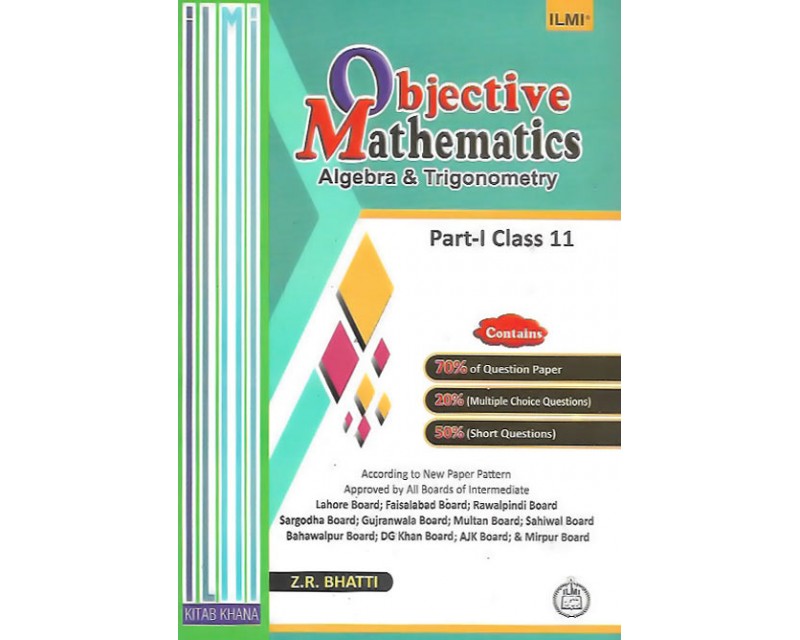 ILMI
ILMI®
Objective
Mathematics
Algebra & Trigonometry
Part-I Class 11
Contains
70% of Question Paper
20% (Multiple Choice Questions)
50% (Short Questions)
According to New Paper Pattern
Approved by All Boards of Intermediate
Lahore Board; Faisalabad Board; Rawalpindi Board
Sargodha Board; Gujranwala Board; Multan Board; Sahiwal Board
Bahawalpur Board; DG Khan Board; AJK Board; & Mirpur Board
Z.R. BHATTI
ILMI
ILMI
KITAB KHANA